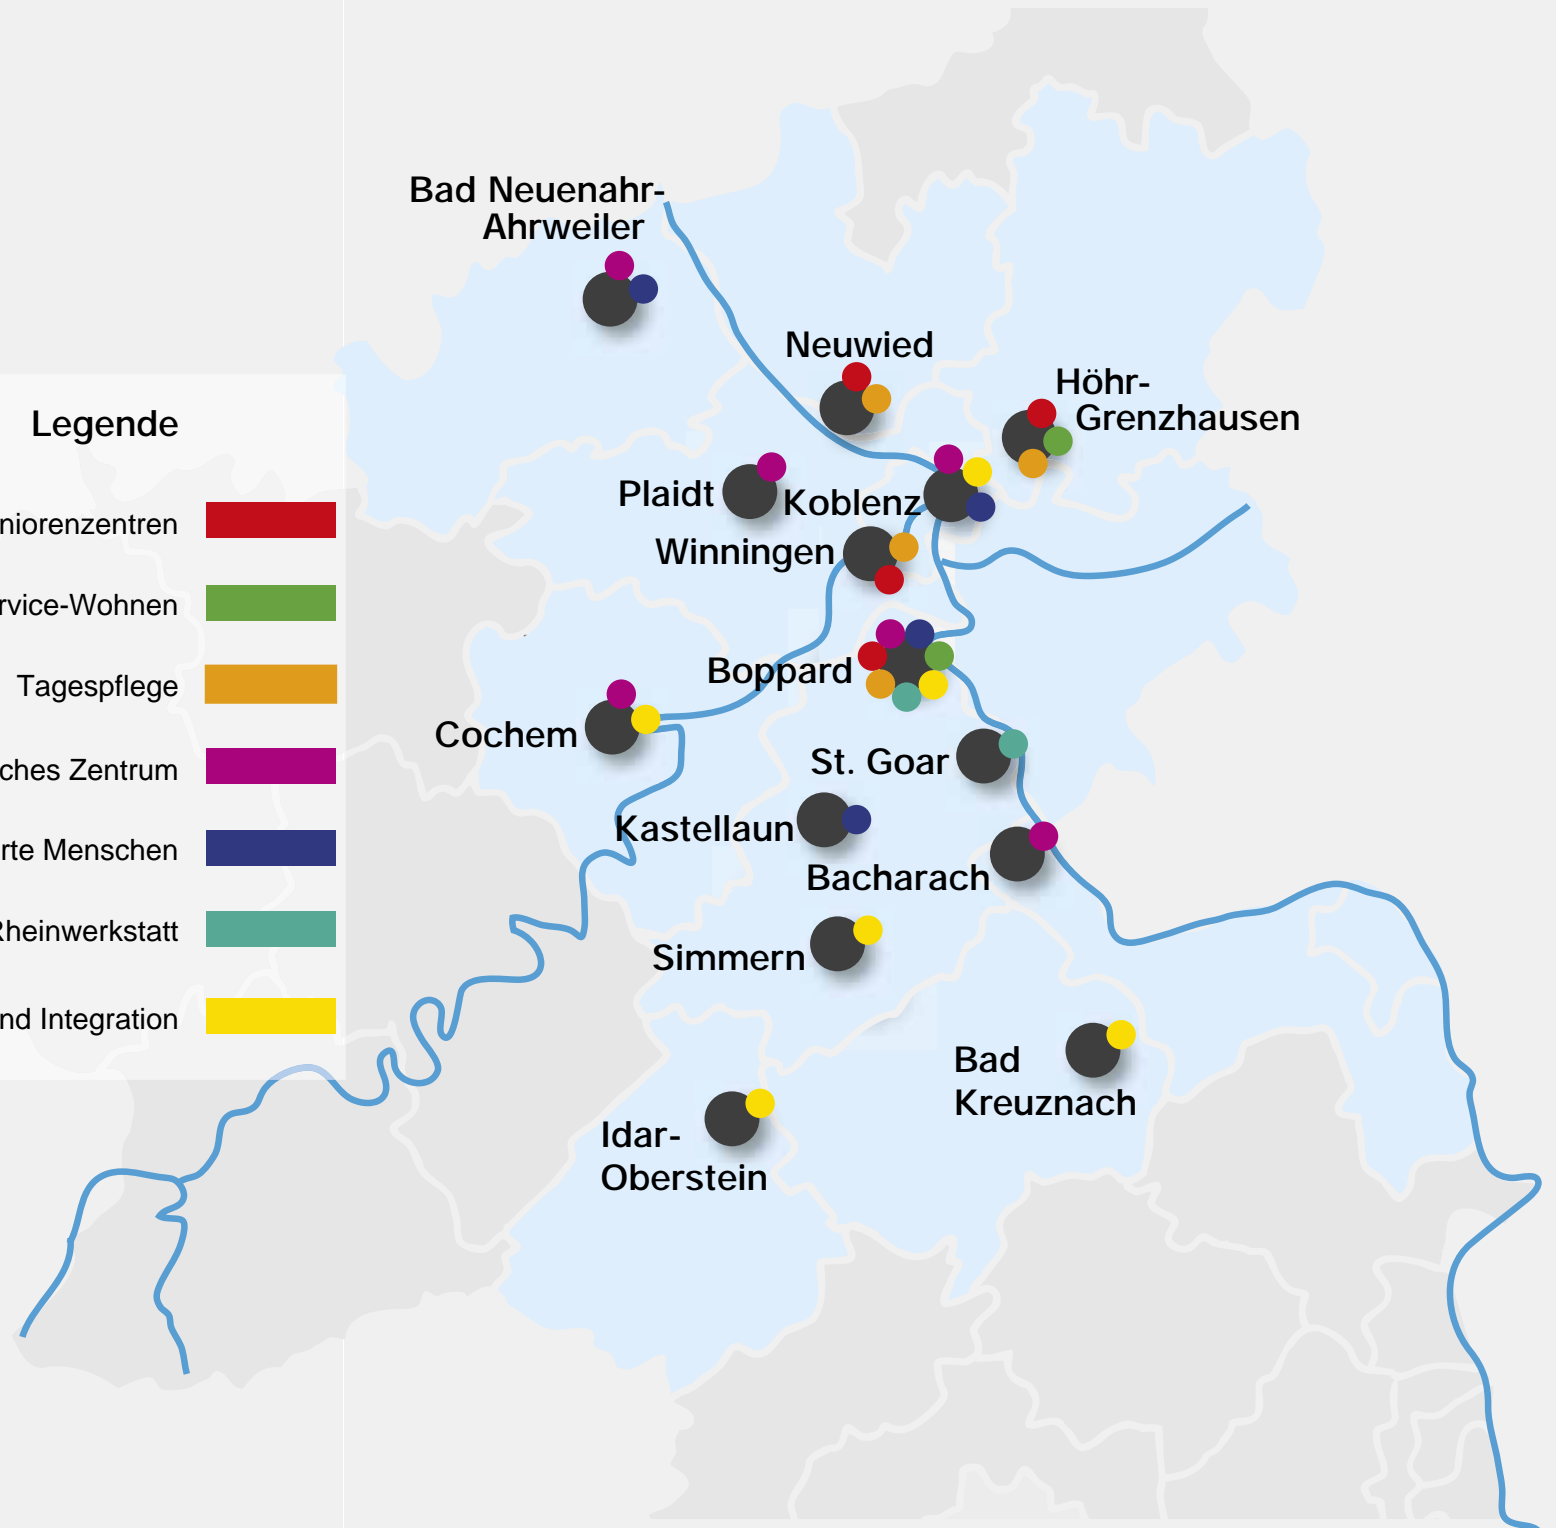 Bad Neuenahr-
Ahrweiler
Neuwied
Höhr-
Grenzhausen
Legende
Plaidt
Koblenz
niorenzentren
Winningen
rvice-Wohnen
Boppard
Tagespflege
Cochem
St. Goar
ches Zentrum
Kastellaun
rte Menschen
Bacharach
Rheinwerkstatt
Simmern
nd Integration
Bad
Kreuznach
Idar-
Oberstein